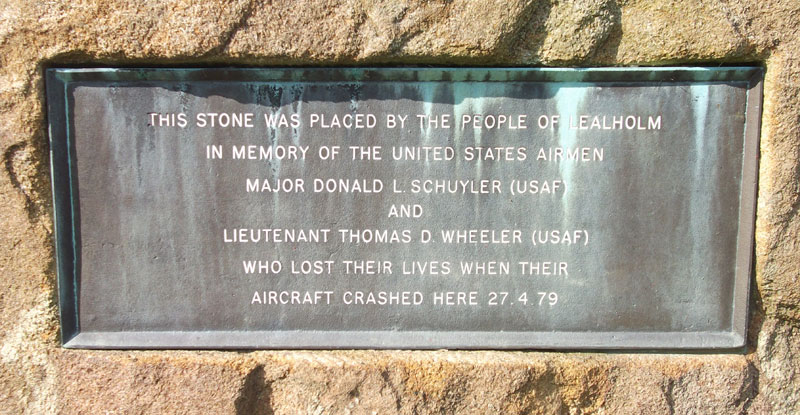 THIS STONE WAS PLACED BY THE PEOPLE OF LEALHOLM
IN MEMORY OF THE UNITED STATES AIRMEN
MAJOR DONALD L. SCHUYLER (USAF)
AND
LIEUTENANT THOMAS D. WHEELER (USAF)
WHO LOST THEIR LIVES WHEN THEIR
AIRCRAFT CRASHED HERE 27.4.79